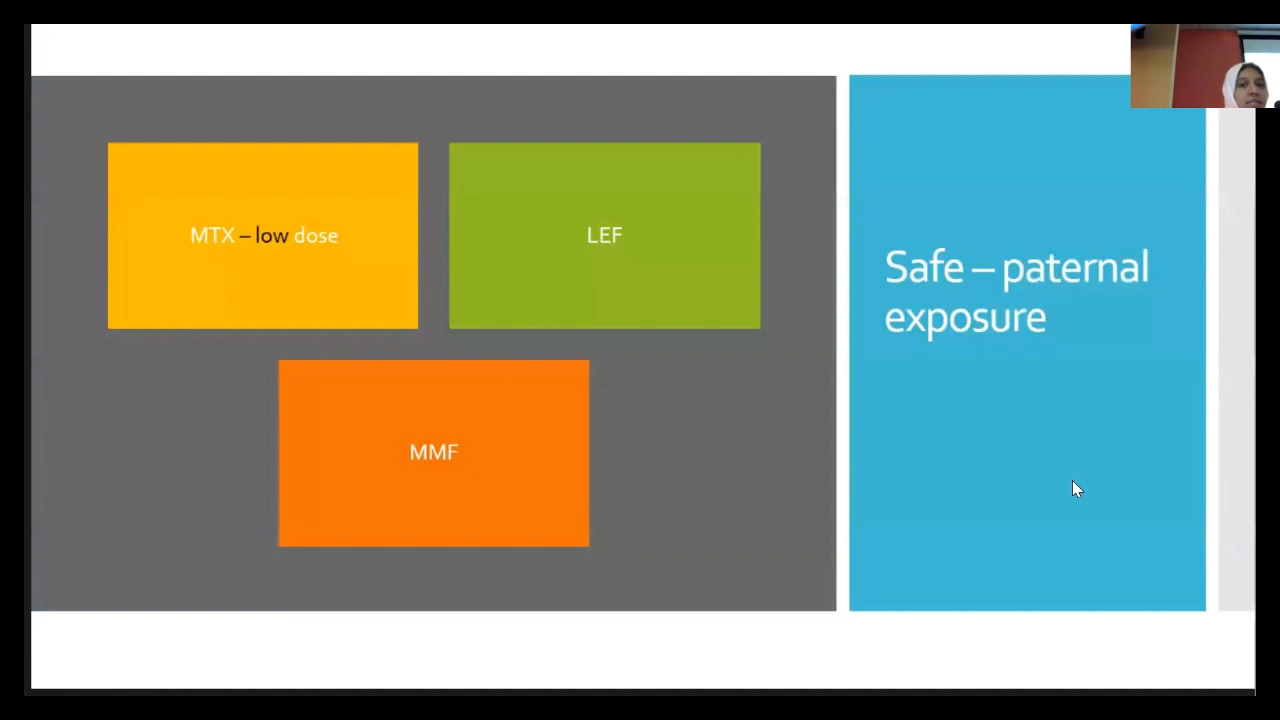 MTX – low dose
LEF
MMF
Safe – paternal
exposure